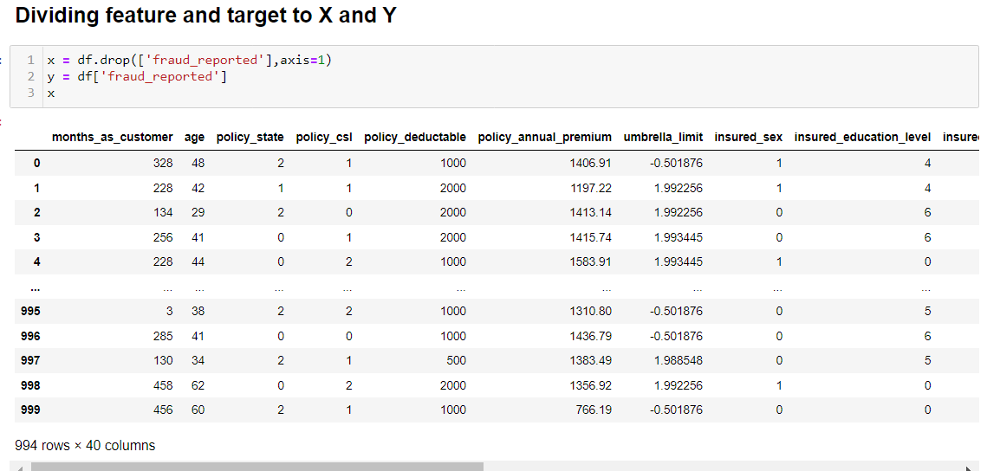 Dividing feature and target to X and Y
1 x = df.drop(['fraud_reported'],axis=1)
2 y = df['fraud_reported']
3 x
months_as_customer age policy_state policy_csl policy_deductable policy_annual_premium umbrella_limit insured_sex insured_education_level insure
0 328 48 2 1 1000 1406.91 -0.501876 1 4
1 228 42 1 1 2000 1197.22 1.992256 1 4
2 134 29 2 0 2000 1413.14 1.992256 0 6
3 256 41 0 1 2000 1415.74 1.993445 0 6
4 228 44 0 2 1000 1583.91 1.993445 1 0
... ... ... ... ... ... ... ... ... ...
995 3 38 2 2 1000 1310.80 -0.501876 0 5
996 285 41 0 0 1000 1436.79 -0.501876 0 6
997 130 34 2 1 500 1383.49 1.988548 0 5
998 458 62 0 2 2000 1356.92 1.992256 1 0
999 456 60 2 1 1000 766.19 -0.501876 0 0
994 rows × 40 columns